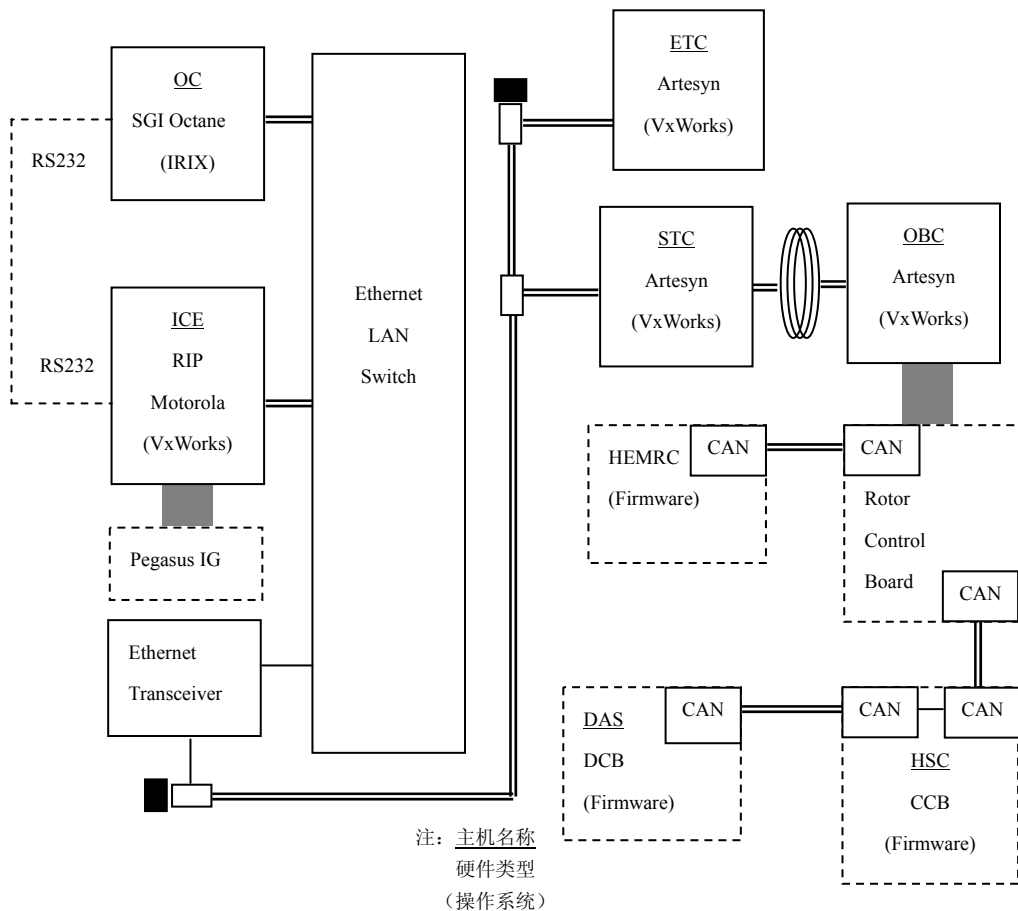 OC
SGI Octane
(IRIX)
RS232
ICE
RIP
Motorola
(VxWorks)
RS232
Pegasus IG
Ethernet
Transceiver
Ethernet
LAN
Switch
ETC
Artesyn
(VxWorks)
STC
Artesyn
(VxWorks)
OBC
Artesyn
(VxWorks)
HEMRC
(Firmware)
CAN
CAN
Rotor
Control
Board
CAN
DAS
DCB
(Firmware)
CAN
CAN
CAN
HSC
CCB
(Firmware)
注：主机名称
硬件类型
（操作系统）